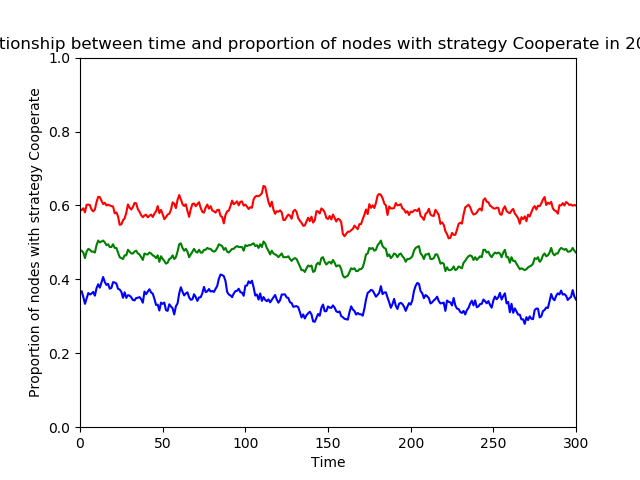 tionship between time and proportion of nodes with strategy Cooperate in 20
1.0
0.8
0.6
0.4
0.2
0.0
Proportion of nodes with strategy Cooperate
0 50 100 150 200 250 300
Time